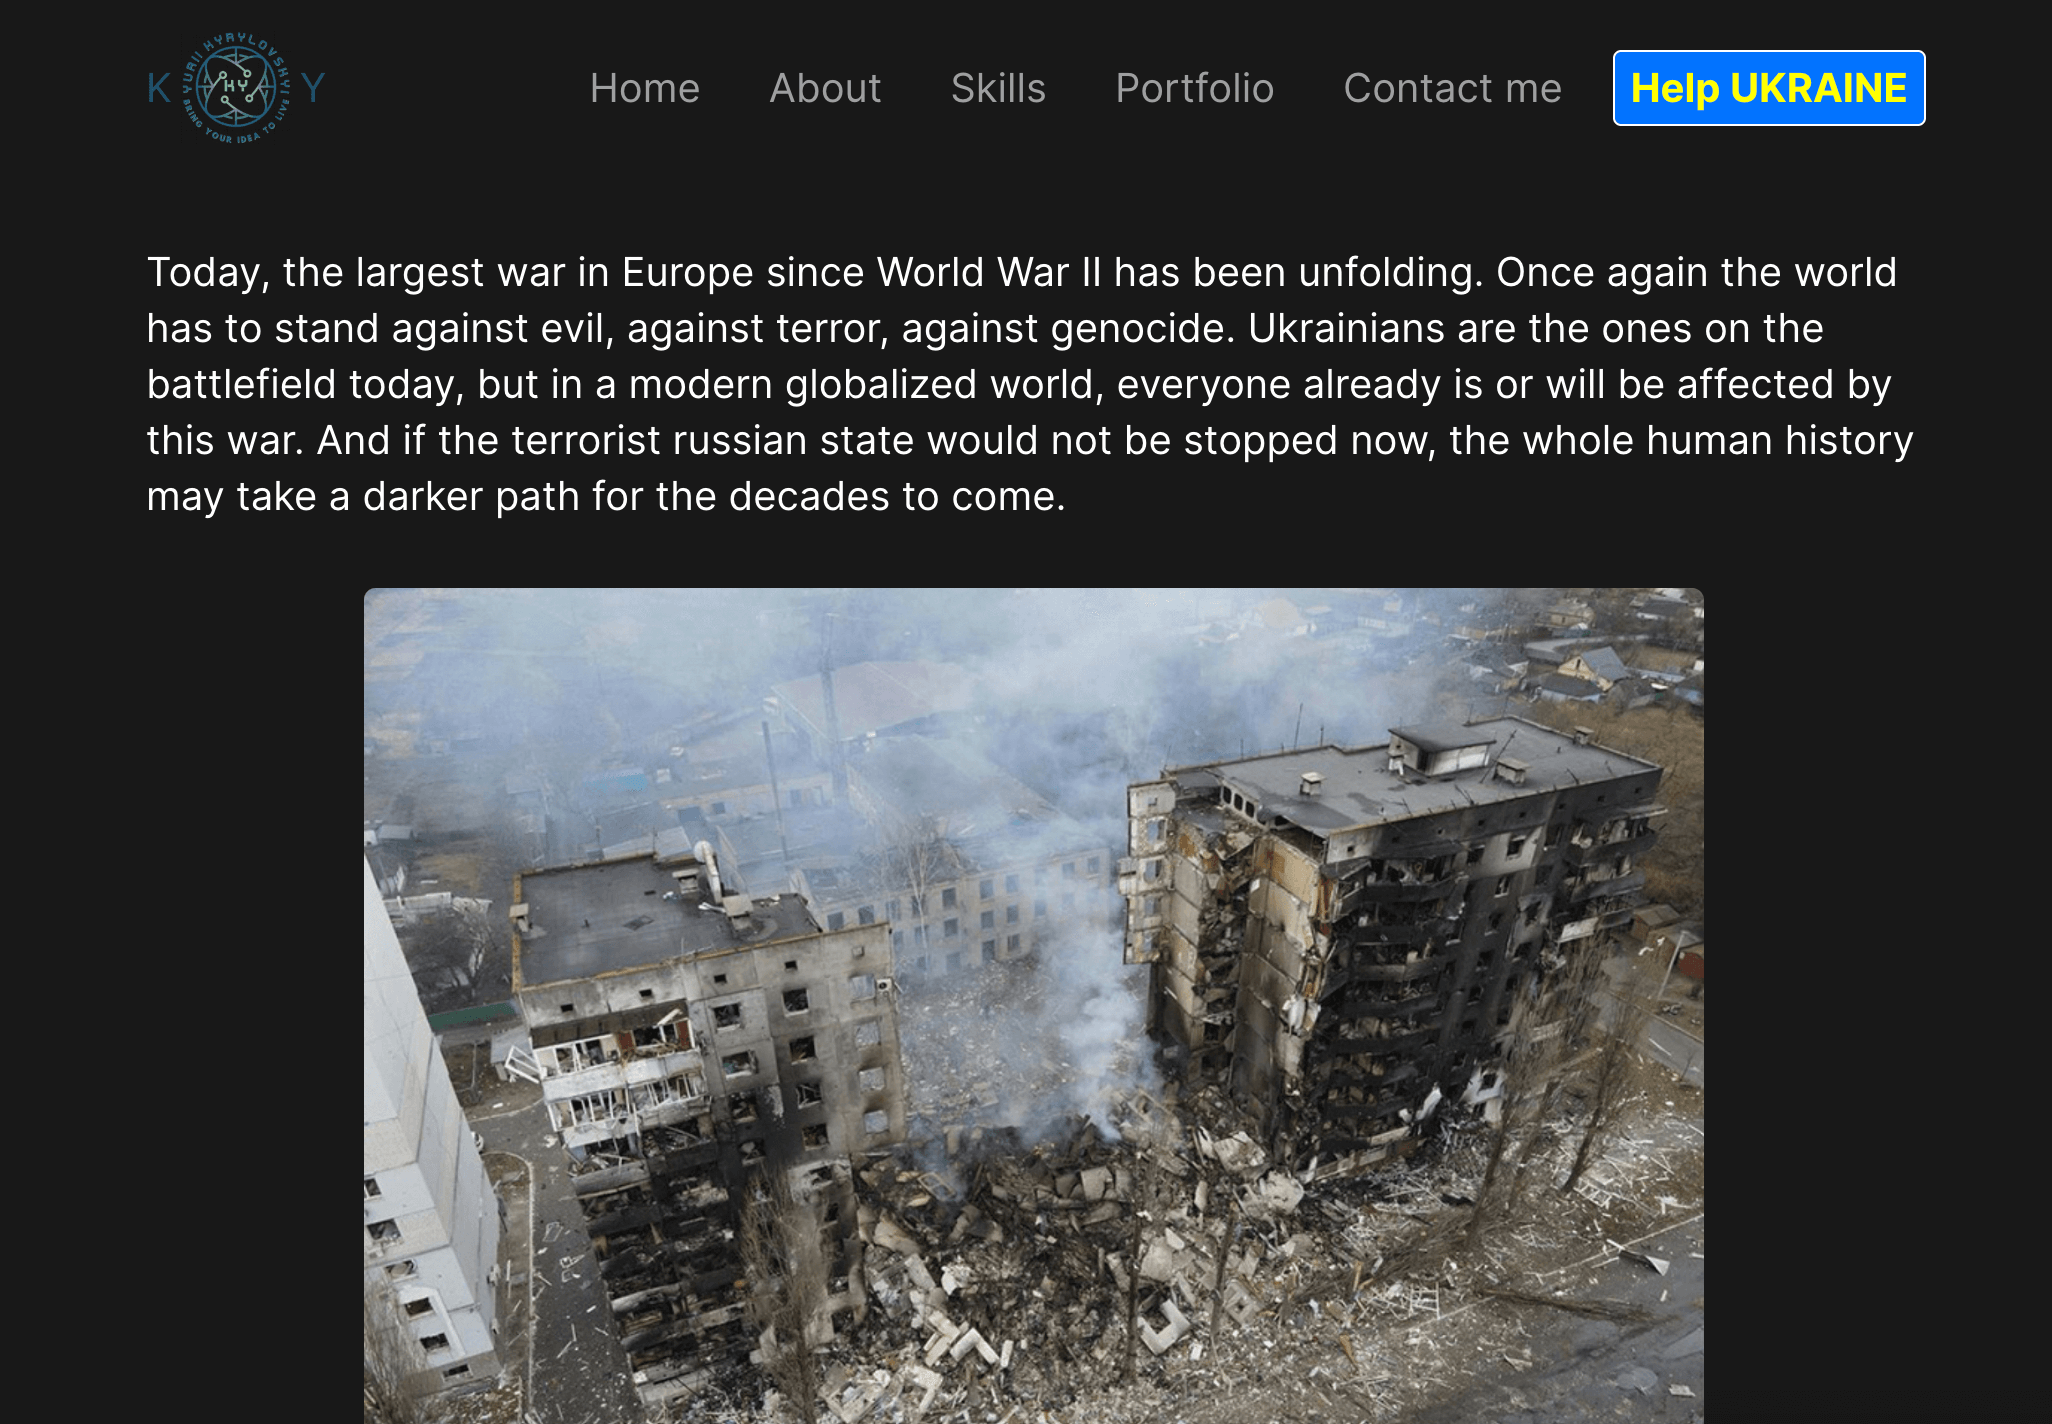 K
YURII KYRYLOVSKYI
BRING YOUR IDEA TO LIVE
KY
Y
Home
About
Skills
Portfolio
Contact me
Help UKRAINE
Today, the largest war in Europe since World War II has been unfolding. Once again the world
has to stand against evil, against terror, against genocide. Ukrainians are the ones on the
battlefield today, but in a modern globalized world, everyone already is or will be affected by
this war. And if the terrorist russian state would not be stopped now, the whole human history
may take a darker path for the decades to come.